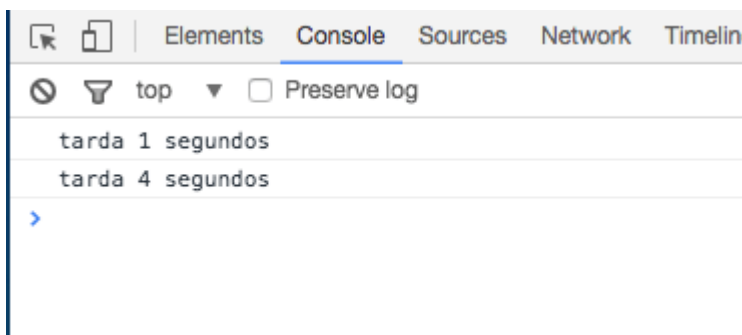 Elements Console Sources Network Timelin
top Preserve log
tarda 1 segundos
tarda 4 segundos